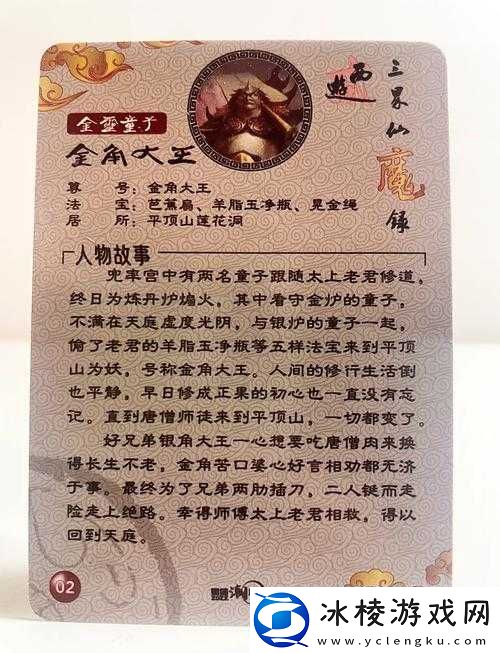 三界仙魔录
西遊
金灵童子
金角大王
尊 号：金角大王
法 宝：芭蕉扇、羊脂玉净瓶、晃金绳
居 所：平顶山莲花洞
人物故事
兜率宫中有两名童子跟随太上老君修道，
终日为炼丹炉煽火，其中看守金炉的童子，
不满在天庭虚度光阴，与银炉的童子一起，
偷了老君的羊脂玉净瓶等五样法宝来到平顶
山为妖，号称金角大王。人间的修行生活倒
也平静，早日修成正果的初心也一直没有忘
记。直到唐僧师徒来到平顶山，一切都变了。
好兄弟银角大王一心想要吃唐僧肉来换
得长生不老，金角苦口婆心好言相劝都无济
于事。最终为了兄弟两肋插刀，二人铤而走
险走上绝路。幸得师傅太上老君相救，得以
回到天庭。
02
冰棱游戏网
www.yclengku.com